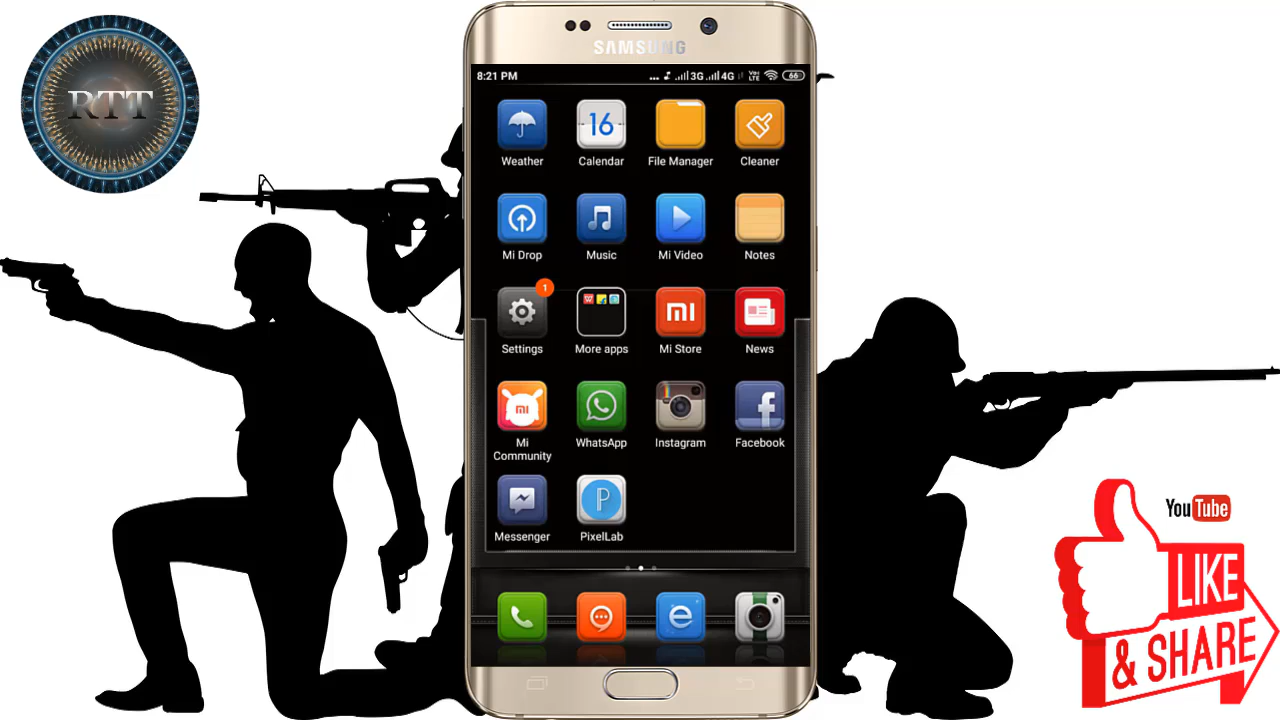 RTT
SAMSUNG
8:21 PM
... 3G 4G VoLTE 66
16
Weather Calendar File Manager Cleaner
Mi Drop Music Mi Video Notes
1
Settings More apps Mi Store News
Mi Community WhatsApp Instagram Facebook
Messenger PixelLab
YouTube
LIKE
& SHARE